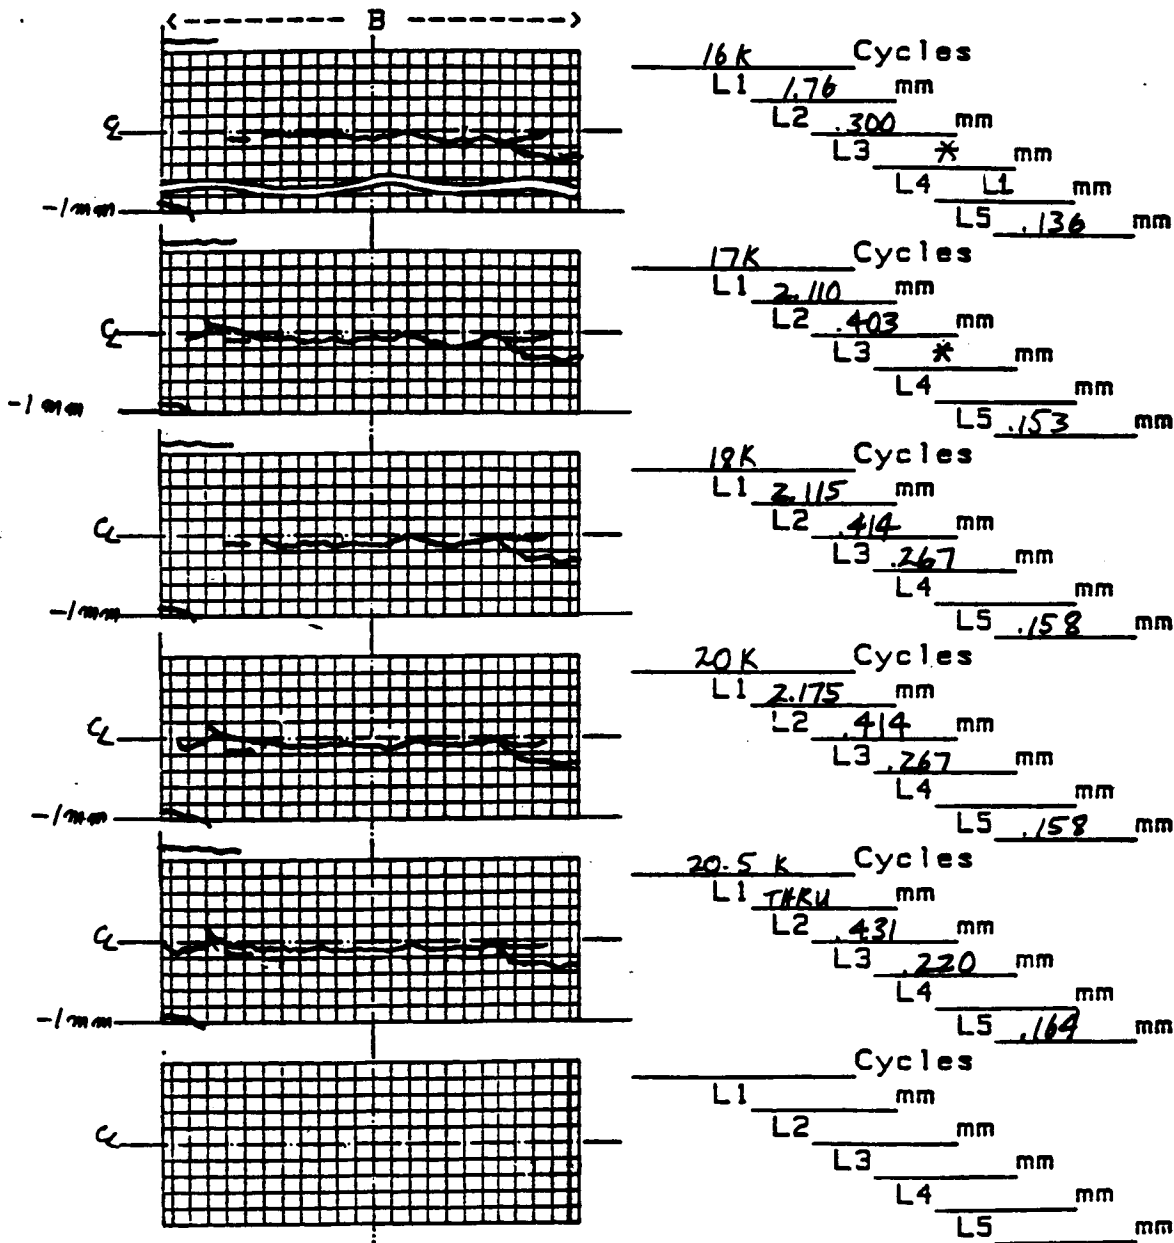 B
16K Cycles
L1 1.76 mm
L2 .300 mm
℄
L3 * mm
L4 L1 mm
-1mm
L5 .136 mm
17K Cycles
L1 2.110 mm
L2 .403 mm
℄
L3 * mm
L4 mm
-1mm
L5 .153 mm
18K Cycles
L1 2.115 mm
L2 .414 mm
℄
L3 .267 mm
L4 mm
-1mm
L5 .158 mm
20K Cycles
L1 2.175 mm
L2 .414 mm
℄
L3 .267 mm
L4 mm
-1mm
L5 .158 mm
20.5 K Cycles
L1 THRU mm
L2 .431 mm
℄
L3 .220 mm
L4 mm
-1mm
L5 .164 mm
Cycles
L1 mm
L2 mm
℄
L3 mm
L4 mm
L5 mm